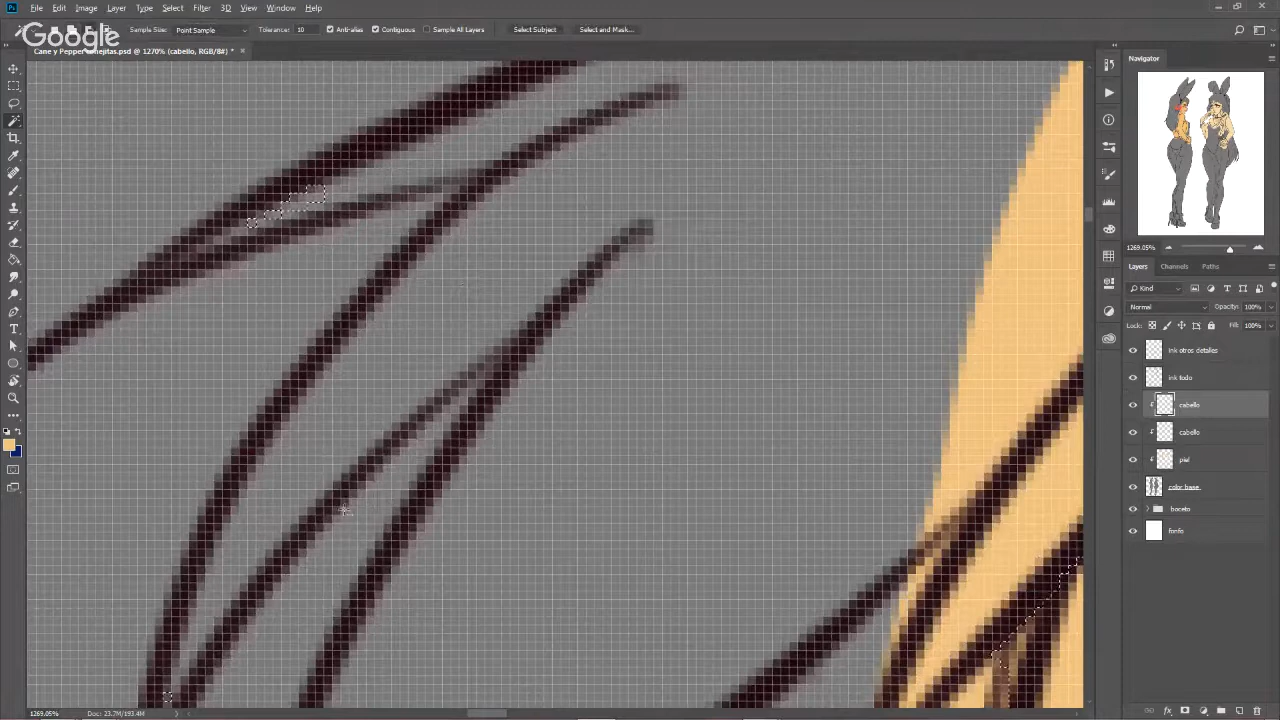 File Edit Image Layer Type Select Filter 3D View Window Help
Google
Sample Size: Point Sample Tolerance: 10 Anti-alias Contiguous Sample All Layers Select Subject Select and Mask...
Cane y Pepper conejitas.psd @ 1270% (cabello, RGB/8#) *
Navigator
1269.05%
Layers Channels Paths
Kind
Normal Opacity: 100%
Lock: Fill: 100%
Ink otros detalles
ink todo
cabello
cabello
piel
color base
boceto
fonfo
1269.05% Doc: 23.7M/193.4M